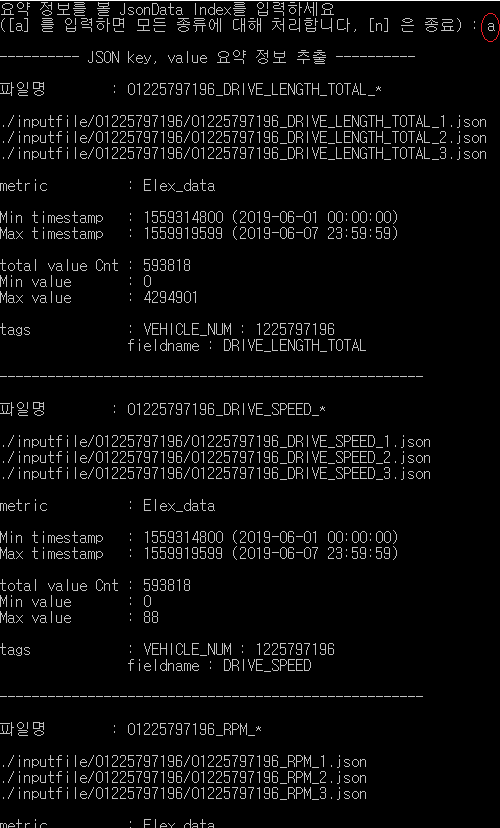 요약 정보를 볼 JsonData Index를 입력하세요
([a] 를 입력하면 모든 종류에 대해 처리합니다, [n] 은 종료) : a
---------- JSON key, value 요약 정보 추출 ----------
파일명 : 01225797196_DRIVE_LENGTH_TOTAL_*
./inputfile/01225797196/01225797196_DRIVE_LENGTH_TOTAL_1.json
./inputfile/01225797196/01225797196_DRIVE_LENGTH_TOTAL_2.json
./inputfile/01225797196/01225797196_DRIVE_LENGTH_TOTAL_3.json
metric : Elex_data
Min timestamp : 1559314800 (2019-06-01 00:00:00)
Max timestamp : 1559919599 (2019-06-07 23:59:59)
total value Cnt : 593818
Min value : 0
Max value : 4294901
tags : VEHICLE_NUM : 1225797196
fieldname : DRIVE_LENGTH_TOTAL
-----------------------------------------------------
파일명 : 01225797196_DRIVE_SPEED_*
./inputfile/01225797196/01225797196_DRIVE_SPEED_1.json
./inputfile/01225797196/01225797196_DRIVE_SPEED_2.json
./inputfile/01225797196/01225797196_DRIVE_SPEED_3.json
metric : Elex_data
Min timestamp : 1559314800 (2019-06-01 00:00:00)
Max timestamp : 1559919599 (2019-06-07 23:59:59)
total value Cnt : 593818
Min value : 0
Max value : 88
tags : VEHICLE_NUM : 1225797196
fieldname : DRIVE_SPEED
-----------------------------------------------------
파일명 : 01225797196_RPM_*
./inputfile/01225797196/01225797196_RPM_1.json
./inputfile/01225797196/01225797196_RPM_2.json
./inputfile/01225797196/01225797196_RPM_3.json
metric : Elex_data